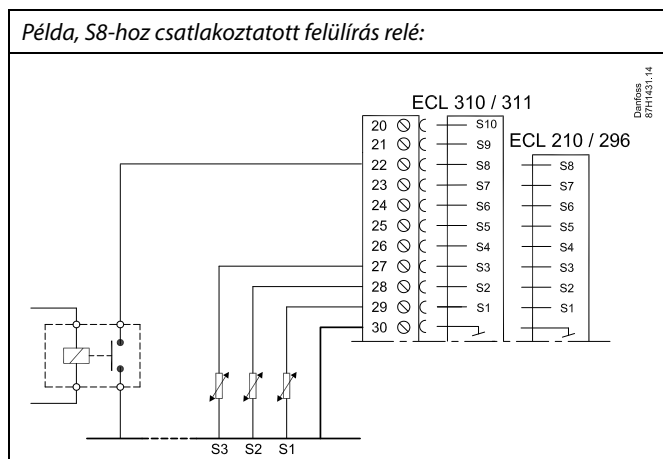 Példa, S8-hoz csatlakoztatott felülírás relé:
Danfoss
87H1431.14
ECL 310 / 311
ECL 210 / 296
20 S10
21 S9
22 S8 S8
23 S7 S7
24 S6 S6
25 S5 S5
26 S4 S4
27 S3 S3
28 S2 S2
29 S1 S1
30
S3 S2 S1